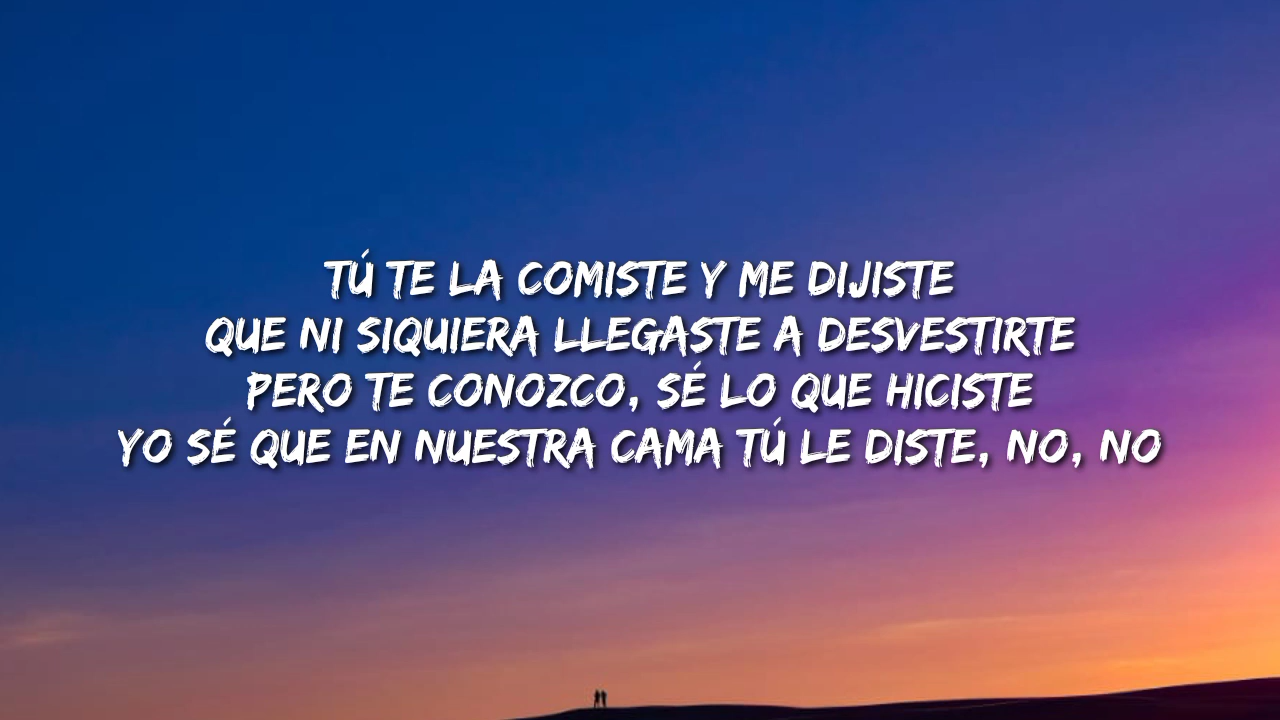 TÚ TE LA COMISTE Y ME DIJISTE
QUE NI SIQUIERA LLEGASTE A DESVESTIRTE
PERO TE CONOZCO, SÉ LO QUE HICISTE
YO SÉ QUE EN NUESTRA CAMA TÚ LE DISTE, NO, NO